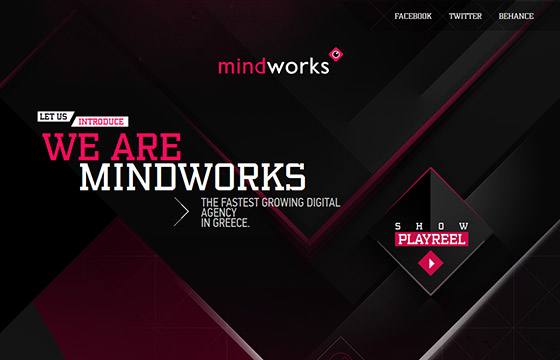 FACEBOOK TWITTER BEHANCE
mindworks
LET US INTRODUCE
WE ARE
MINDWORKS
THE FASTEST GROWING DIGITAL
AGENCY
IN GREECE.
SHOW
PLAYREEL